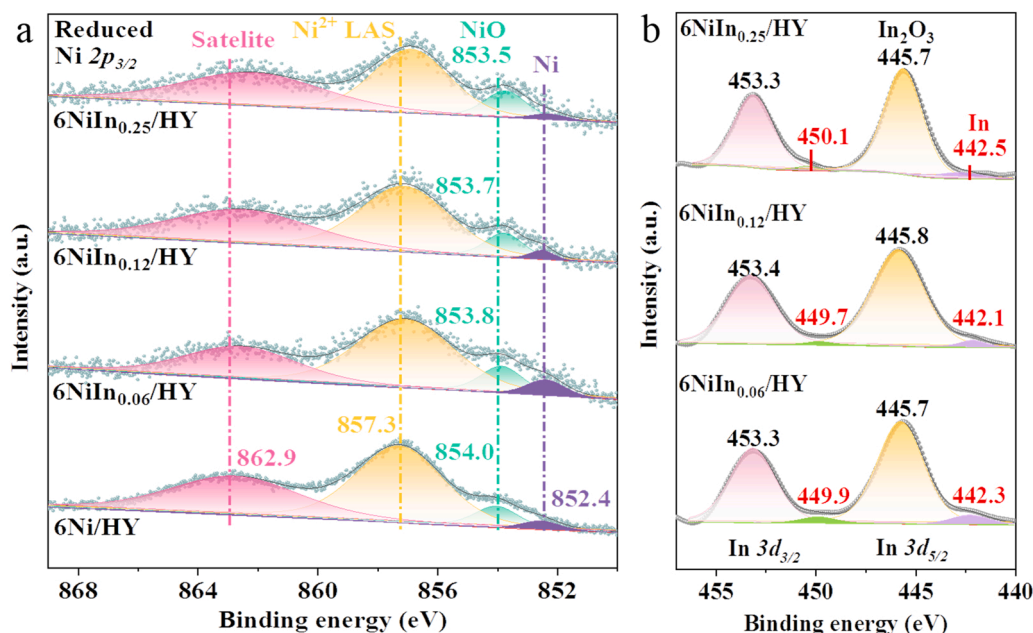 a
Reduced
Ni 2p3/2
Satelite
Ni2+ LAS
NiO
853.5
Ni
6NiIn0.25/HY
853.7
6NiIn0.12/HY
853.8
6NiIn0.06/HY
862.9
857.3
854.0
852.4
6Ni/HY
Intensity (a.u.)
868 864 860 856 852
Binding energy (eV)
b
6NiIn0.25/HY
In2O3
453.3
445.7
450.1
In
442.5
6NiIn0.12/HY
453.4
445.8
449.7
442.1
6NiIn0.06/HY
453.3
445.7
449.9
442.3
In 3d3/2
In 3d5/2
Intensity (a.u.)
455 450 445 440
Binding energy (eV)